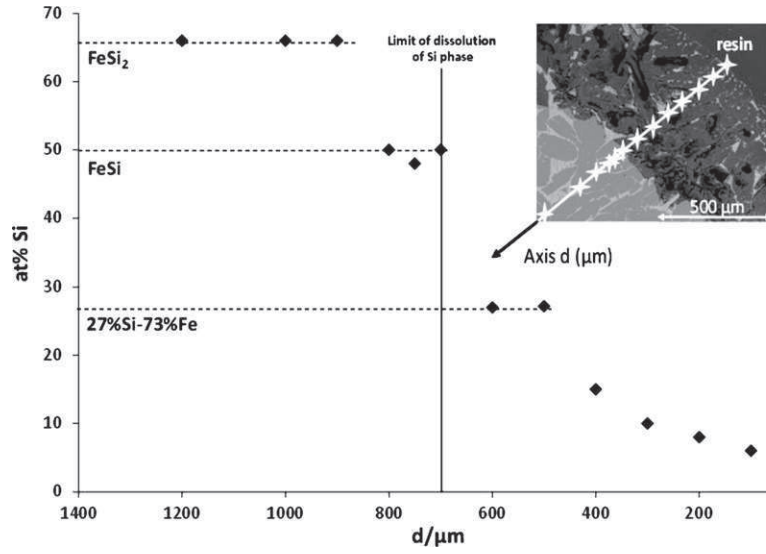 70
60
50
40
30
20
10
0
at% Si
FeSi₂
FeSi
27%Si-73%Fe
Limit of dissolution
of Si phase
resin
500 µm
Axis d (µm)
1400
1200
1000
800
600
400
200
d/µm